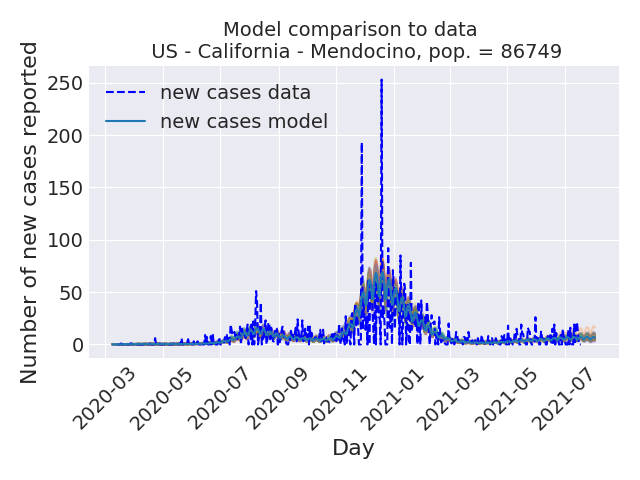 Model comparison to data
US - California - Mendocino, pop. = 86749
Number of new cases reported
250
200
150
100
50
0
new cases data
new cases model
2020-03
2020-05
2020-07
2020-09
2020-11
2021-01
2021-03
2021-05
2021-07
Day